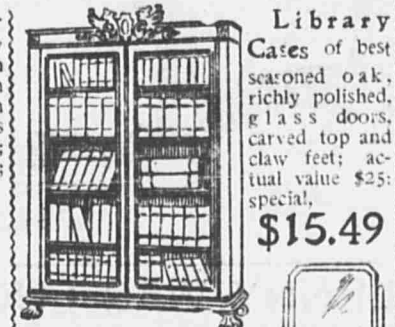 Library
Cases of best
seasoned oak,
richly polished,
glass doors,
carved top and
claw feet; ac-
tual value $25;
special,
$15.49